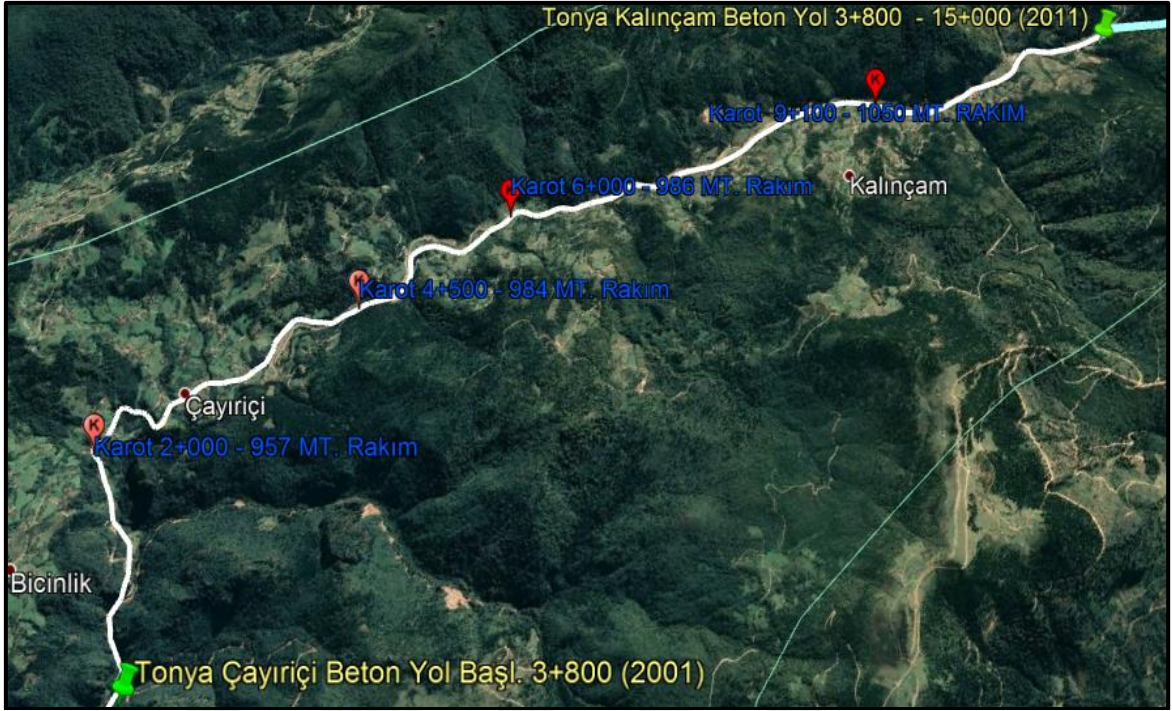 Tonya Kalınçam Beton Yol 3+800 - 15+000 (2011)
K
Karot 9+100 - 1050 MT. RAKIM
Kalınçam
K
Karot 6+000 - 986 MT. Rakım
K
Karot 4+500 - 984 MT. Rakım
Çayıriçi
K
Karot 2+000 - 957 MT. Rakım
Bicinlik
Tonya Çayıriçi Beton Yol Başl. 3+800 (2001)